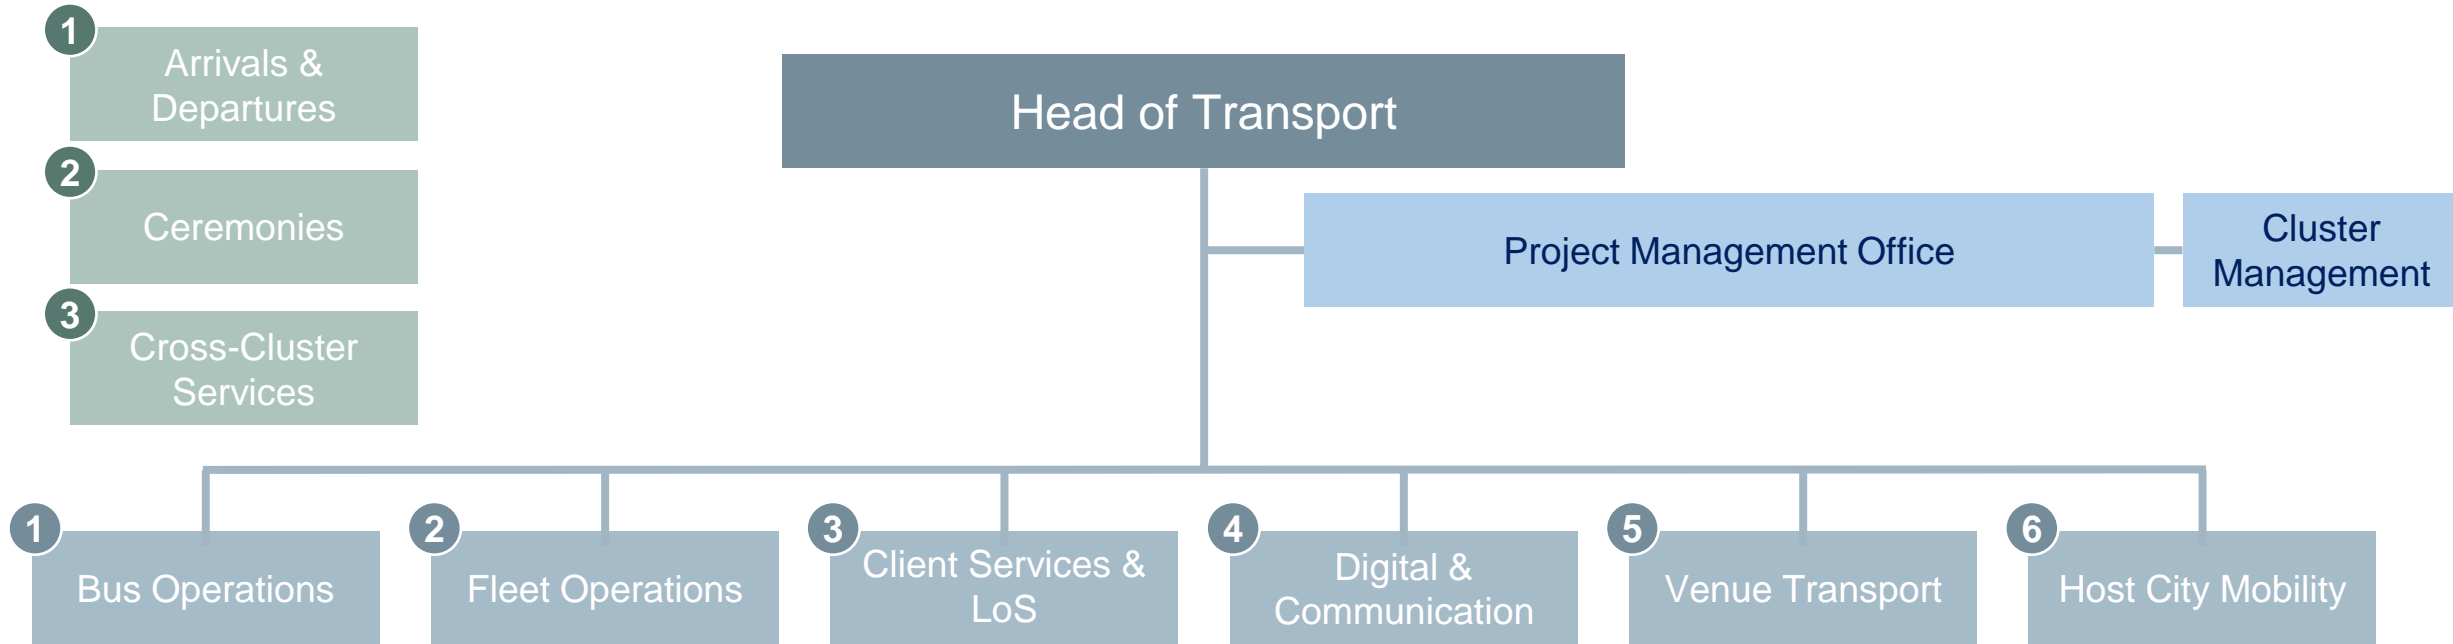 1
Arrivals &
Departures
2
Ceremonies
3
Cross-Cluster
Services
Head of Transport
Project Management Office
Cluster
Management
1
Bus Operations
2
Fleet Operations
3
Client Services &
LoS
4
Digital &
Communication
5
Venue Transport
6
Host City Mobility